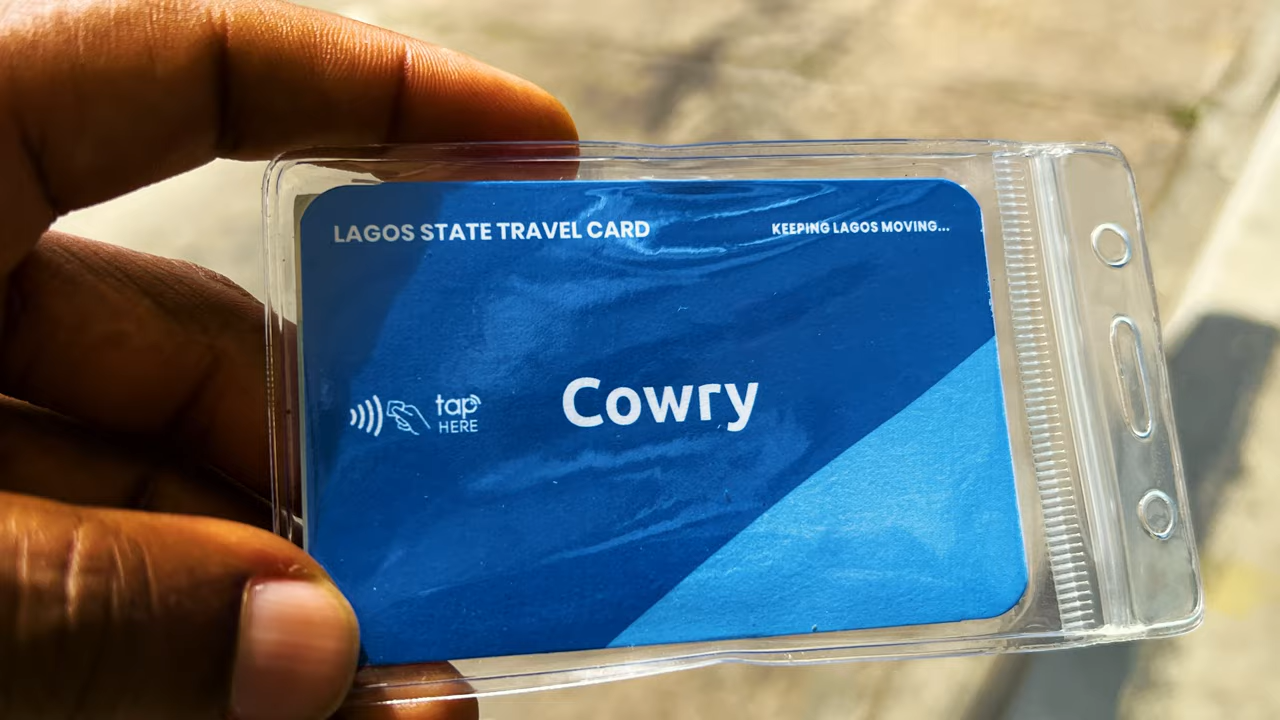 LAGOS STATE TRAVEL CARD
KEEPING LAGOS MOVING...
tap
HERE
Cowry